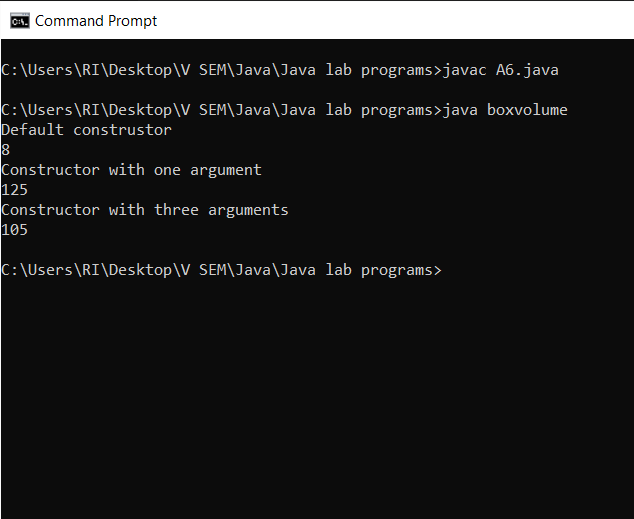 C:\. Command Prompt
C:\Users\RI\Desktop\V SEM\Java\Java lab programs>javac A6.java
C:\Users\RI\Desktop\V SEM\Java\Java lab programs>java boxvolume
Default construstor
8
Constructor with one argument
125
Constructor with three arguments
105
C:\Users\RI\Desktop\V SEM\Java\Java lab programs>